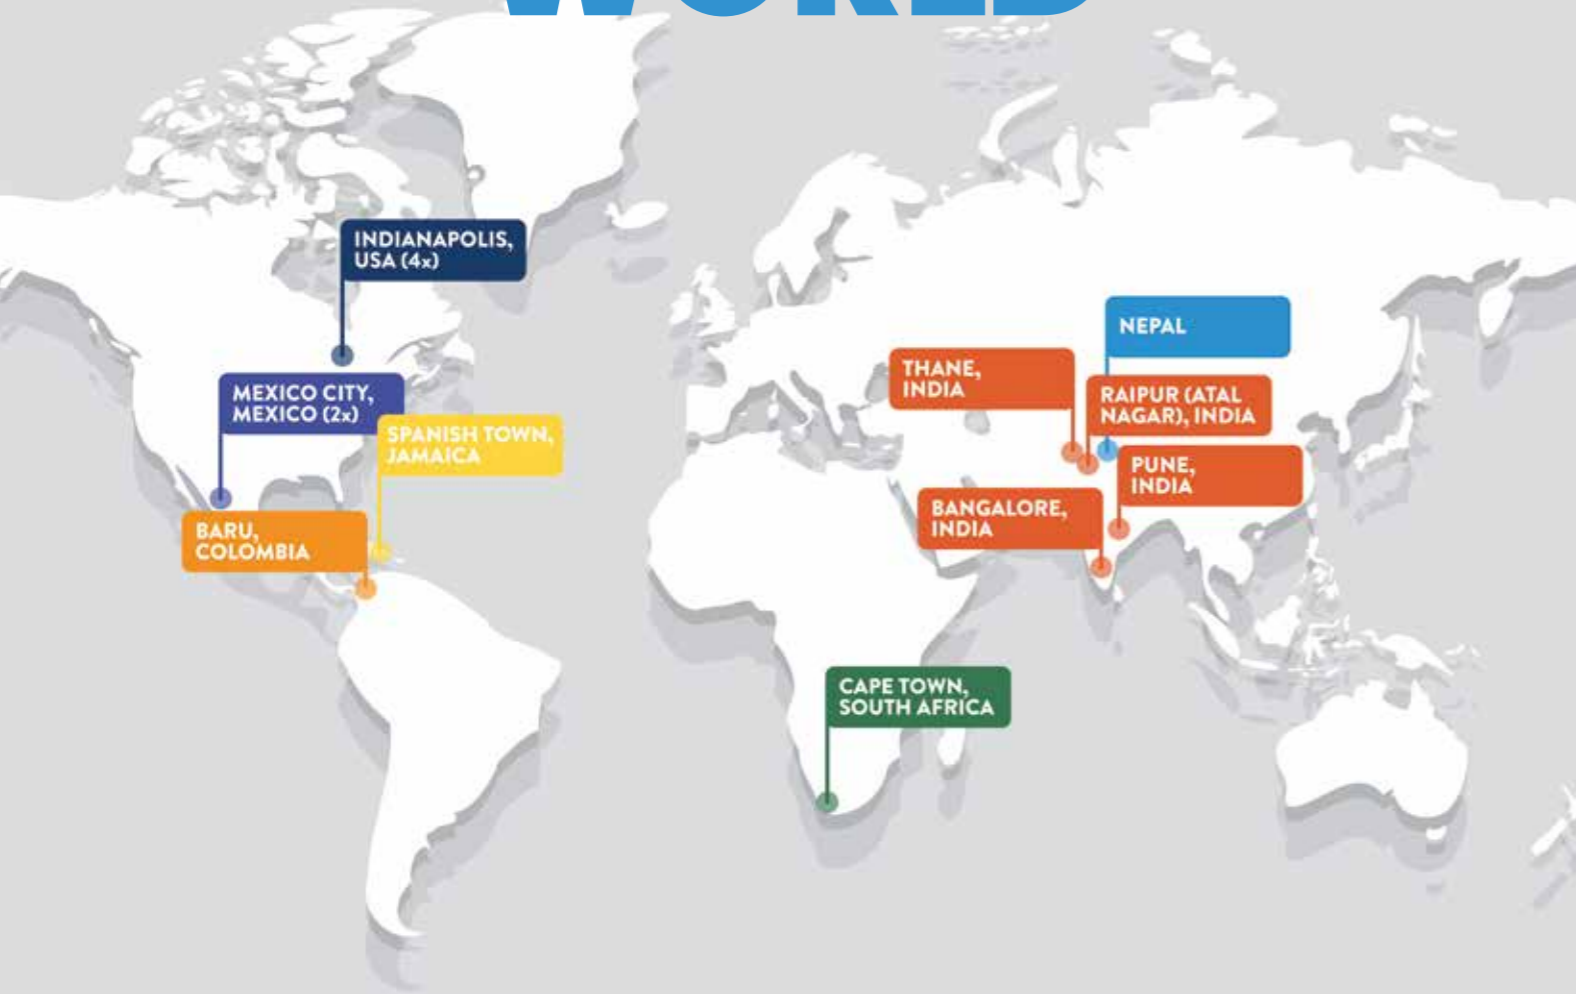 WORLD
INDIANAPOLIS,
USA (4x)
NEPAL
THANE,
INDIA
MEXICO CITY,
MEXICO (2x)
RAIPUR (ATAL
NAGAR), INDIA
SPANISH TOWN,
JAMAICA
PUNE,
INDIA
BANGALORE,
INDIA
BARU,
COLOMBIA
CAPE TOWN,
SOUTH AFRICA